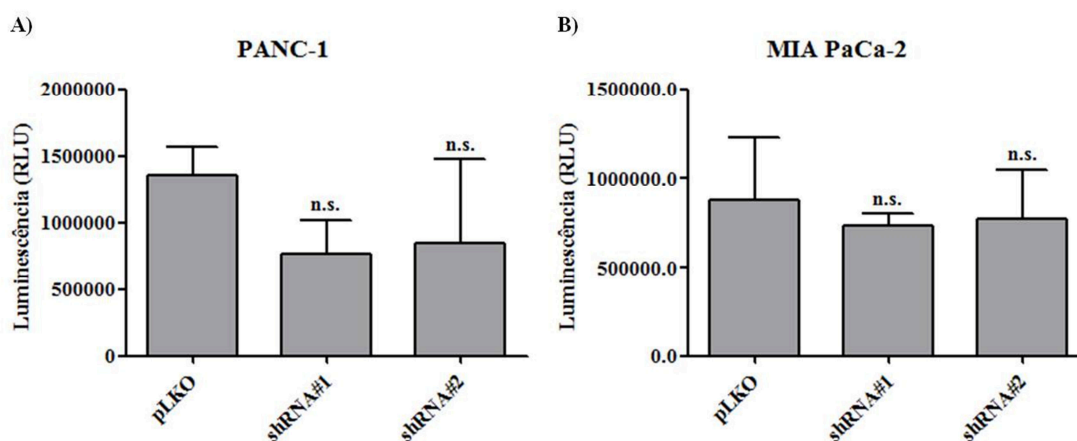 A)
PANC-1
Luminescência (RLU)
2000000
1500000
1000000
500000
0
n.s.
n.s.
pLKO
shRNA#1
shRNA#2
B)
MIA PaCa-2
Luminescência (RLU)
1500000.0
1000000.0
500000.0
0.0
n.s.
n.s.
pLKO
shRNA#1
shRNA#2